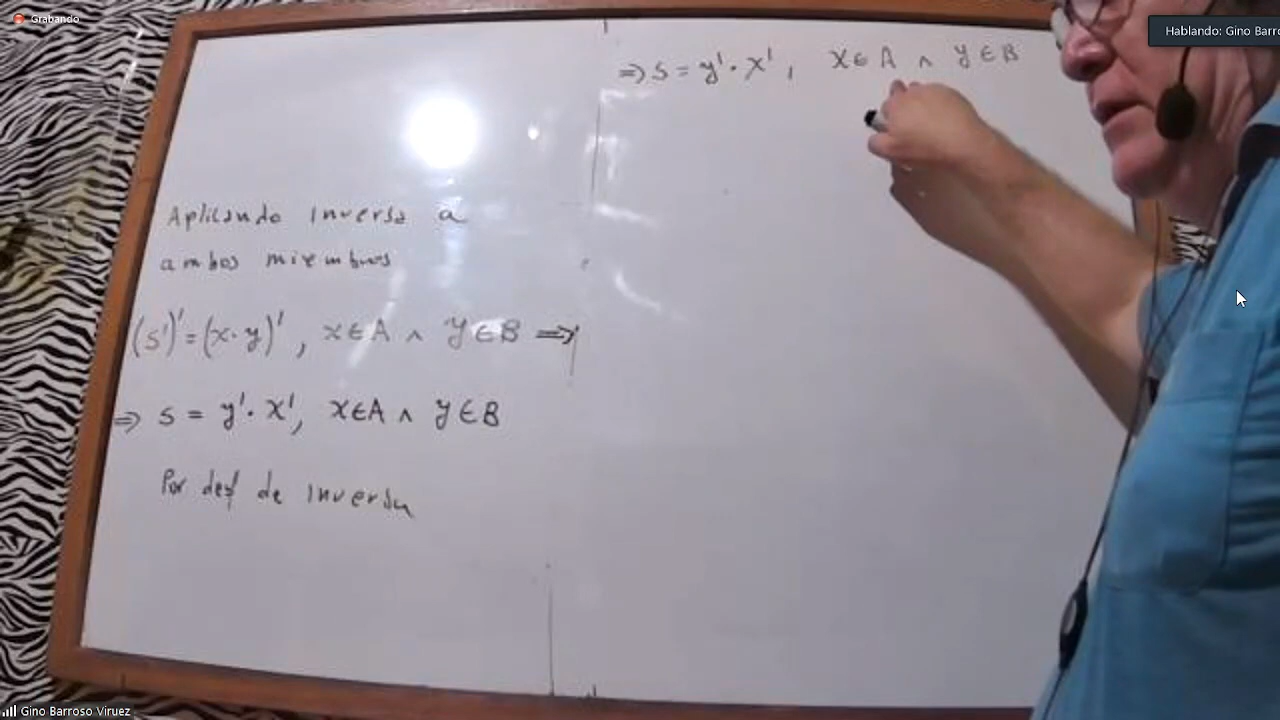 Grabando
Hablando: Gino Barro
Aplicando inversa a
ambos miembros
(s')'=(x·y)', x∈A ∧ y∈B ⇒
⇒ s = y'·x', x∈A ∧ y∈B
Por def de inversa
⇒ s = y'·x', x∈A ∧ y∈B
Gino Barroso Viruez